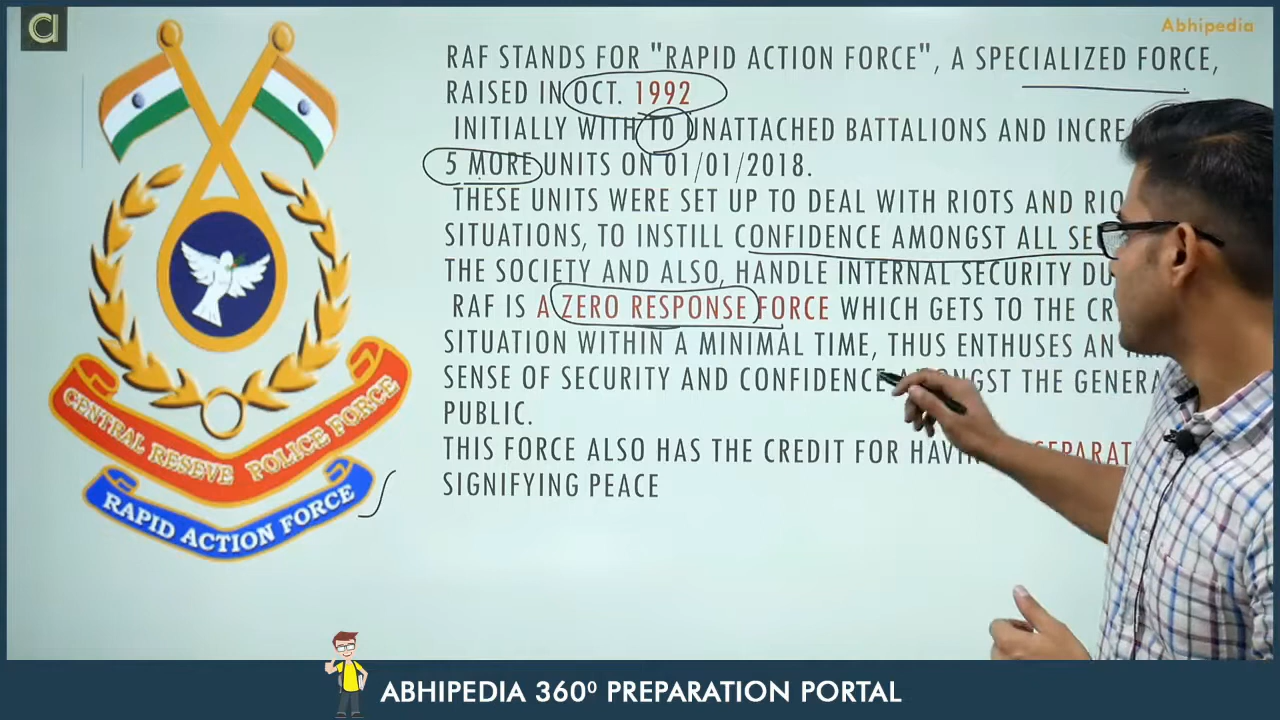 Abhipedia
RAF STANDS FOR "RAPID ACTION FORCE", A SPECIALIZED FORCE,
RAISED IN OCT. 1992
INITIALLY WITH 10 UNATTACHED BATTALIONS AND
5 MORE UNITS ON 01/01/2018.
THESE UNITS WERE SET UP TO DEAL WITH RIOTS AND
SITUATIONS, TO INSTILL CONFIDENCE AMONGST ALL
THE SOCIETY AND ALSO, HANDLE INTERNAL SECURITY
RAF IS A ZERO RESPONSE FORCE WHICH GETS TO THE
SITUATION WITHIN A MINIMAL TIME, THUS ENTHUSES AN
SENSE OF SECURITY AND CONFIDENCE AMONGST THE GENERAL
PUBLIC.
THIS FORCE ALSO HAS THE CREDIT FOR
SIGNIFYING PEACE
CENTRAL RESEVE POLICE FORCE
RAPID ACTION FORCE
ABHIPEDIA 360⁰ PREPARATION PORTAL